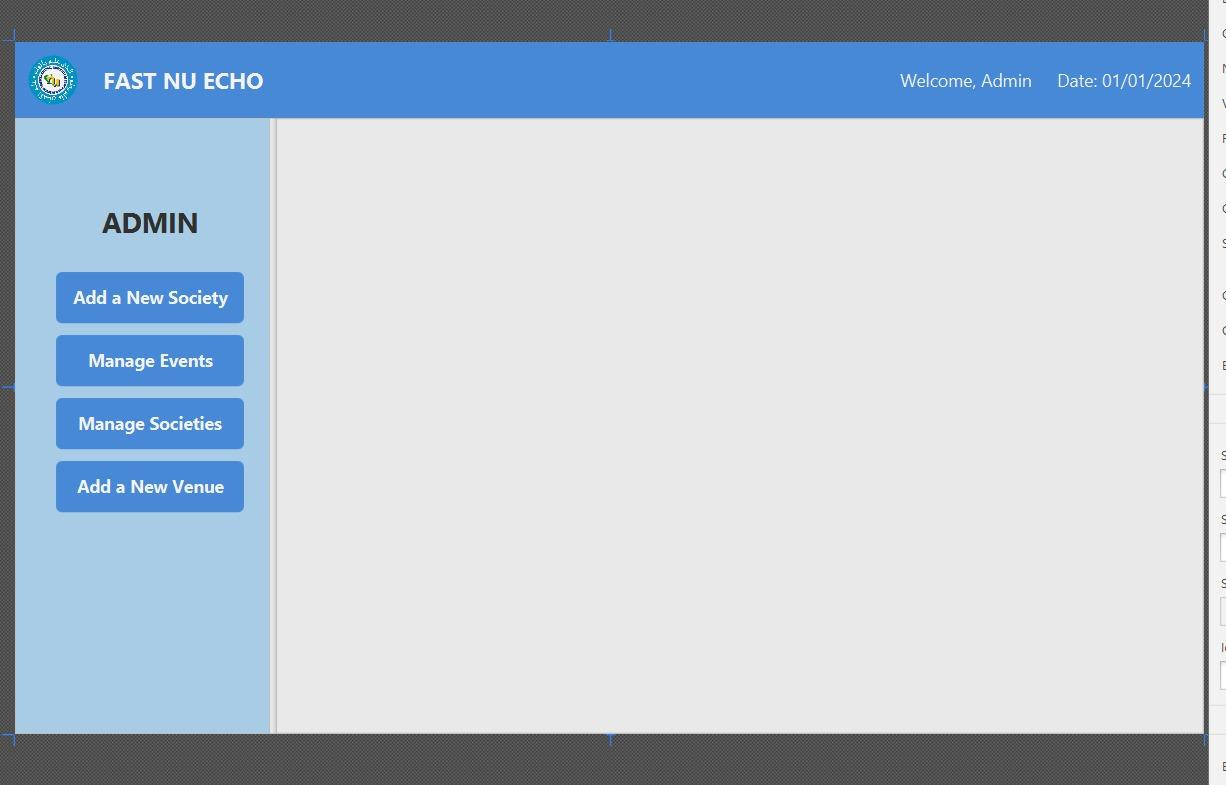 FAST NU ECHO
Welcome, Admin
Date: 01/01/2024
ADMIN
Add a New Society
Manage Events
Manage Societies
Add a New Venue